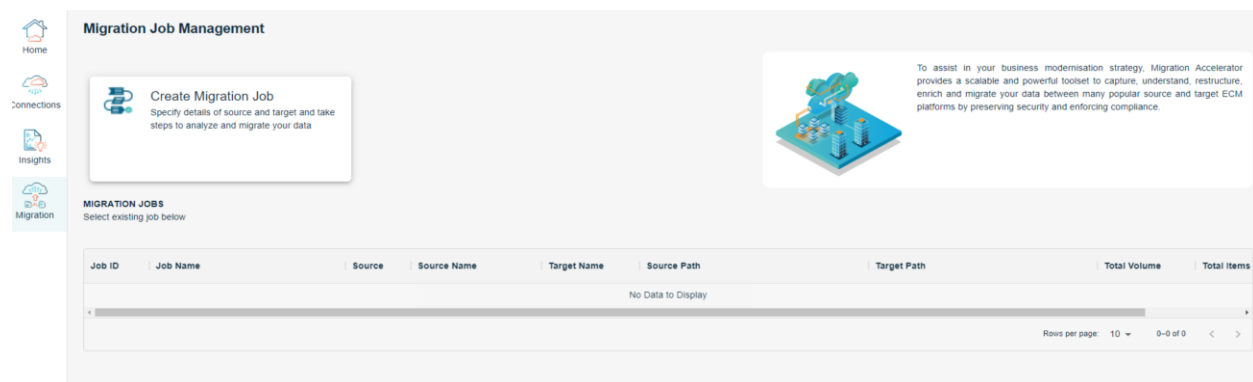 Migration Job Management
Home
Connections
Insights
Migration
Create Migration Job
Specify details of source and target and take
steps to analyze and migrate your data
To assist in your business modernisation strategy, Migration Accelerator
provides a scalable and powerful toolset to capture, understand, restructure,
enrich and migrate your data between many popular source and target ECM
platforms by preserving security and enforcing compliance.
MIGRATION JOBS
Select existing job below
Job ID Job Name Source Source Name Target Name Source Path Target Path Total Volume Total Items
No Data to Display
Rows per page: 10 0–0 of 0